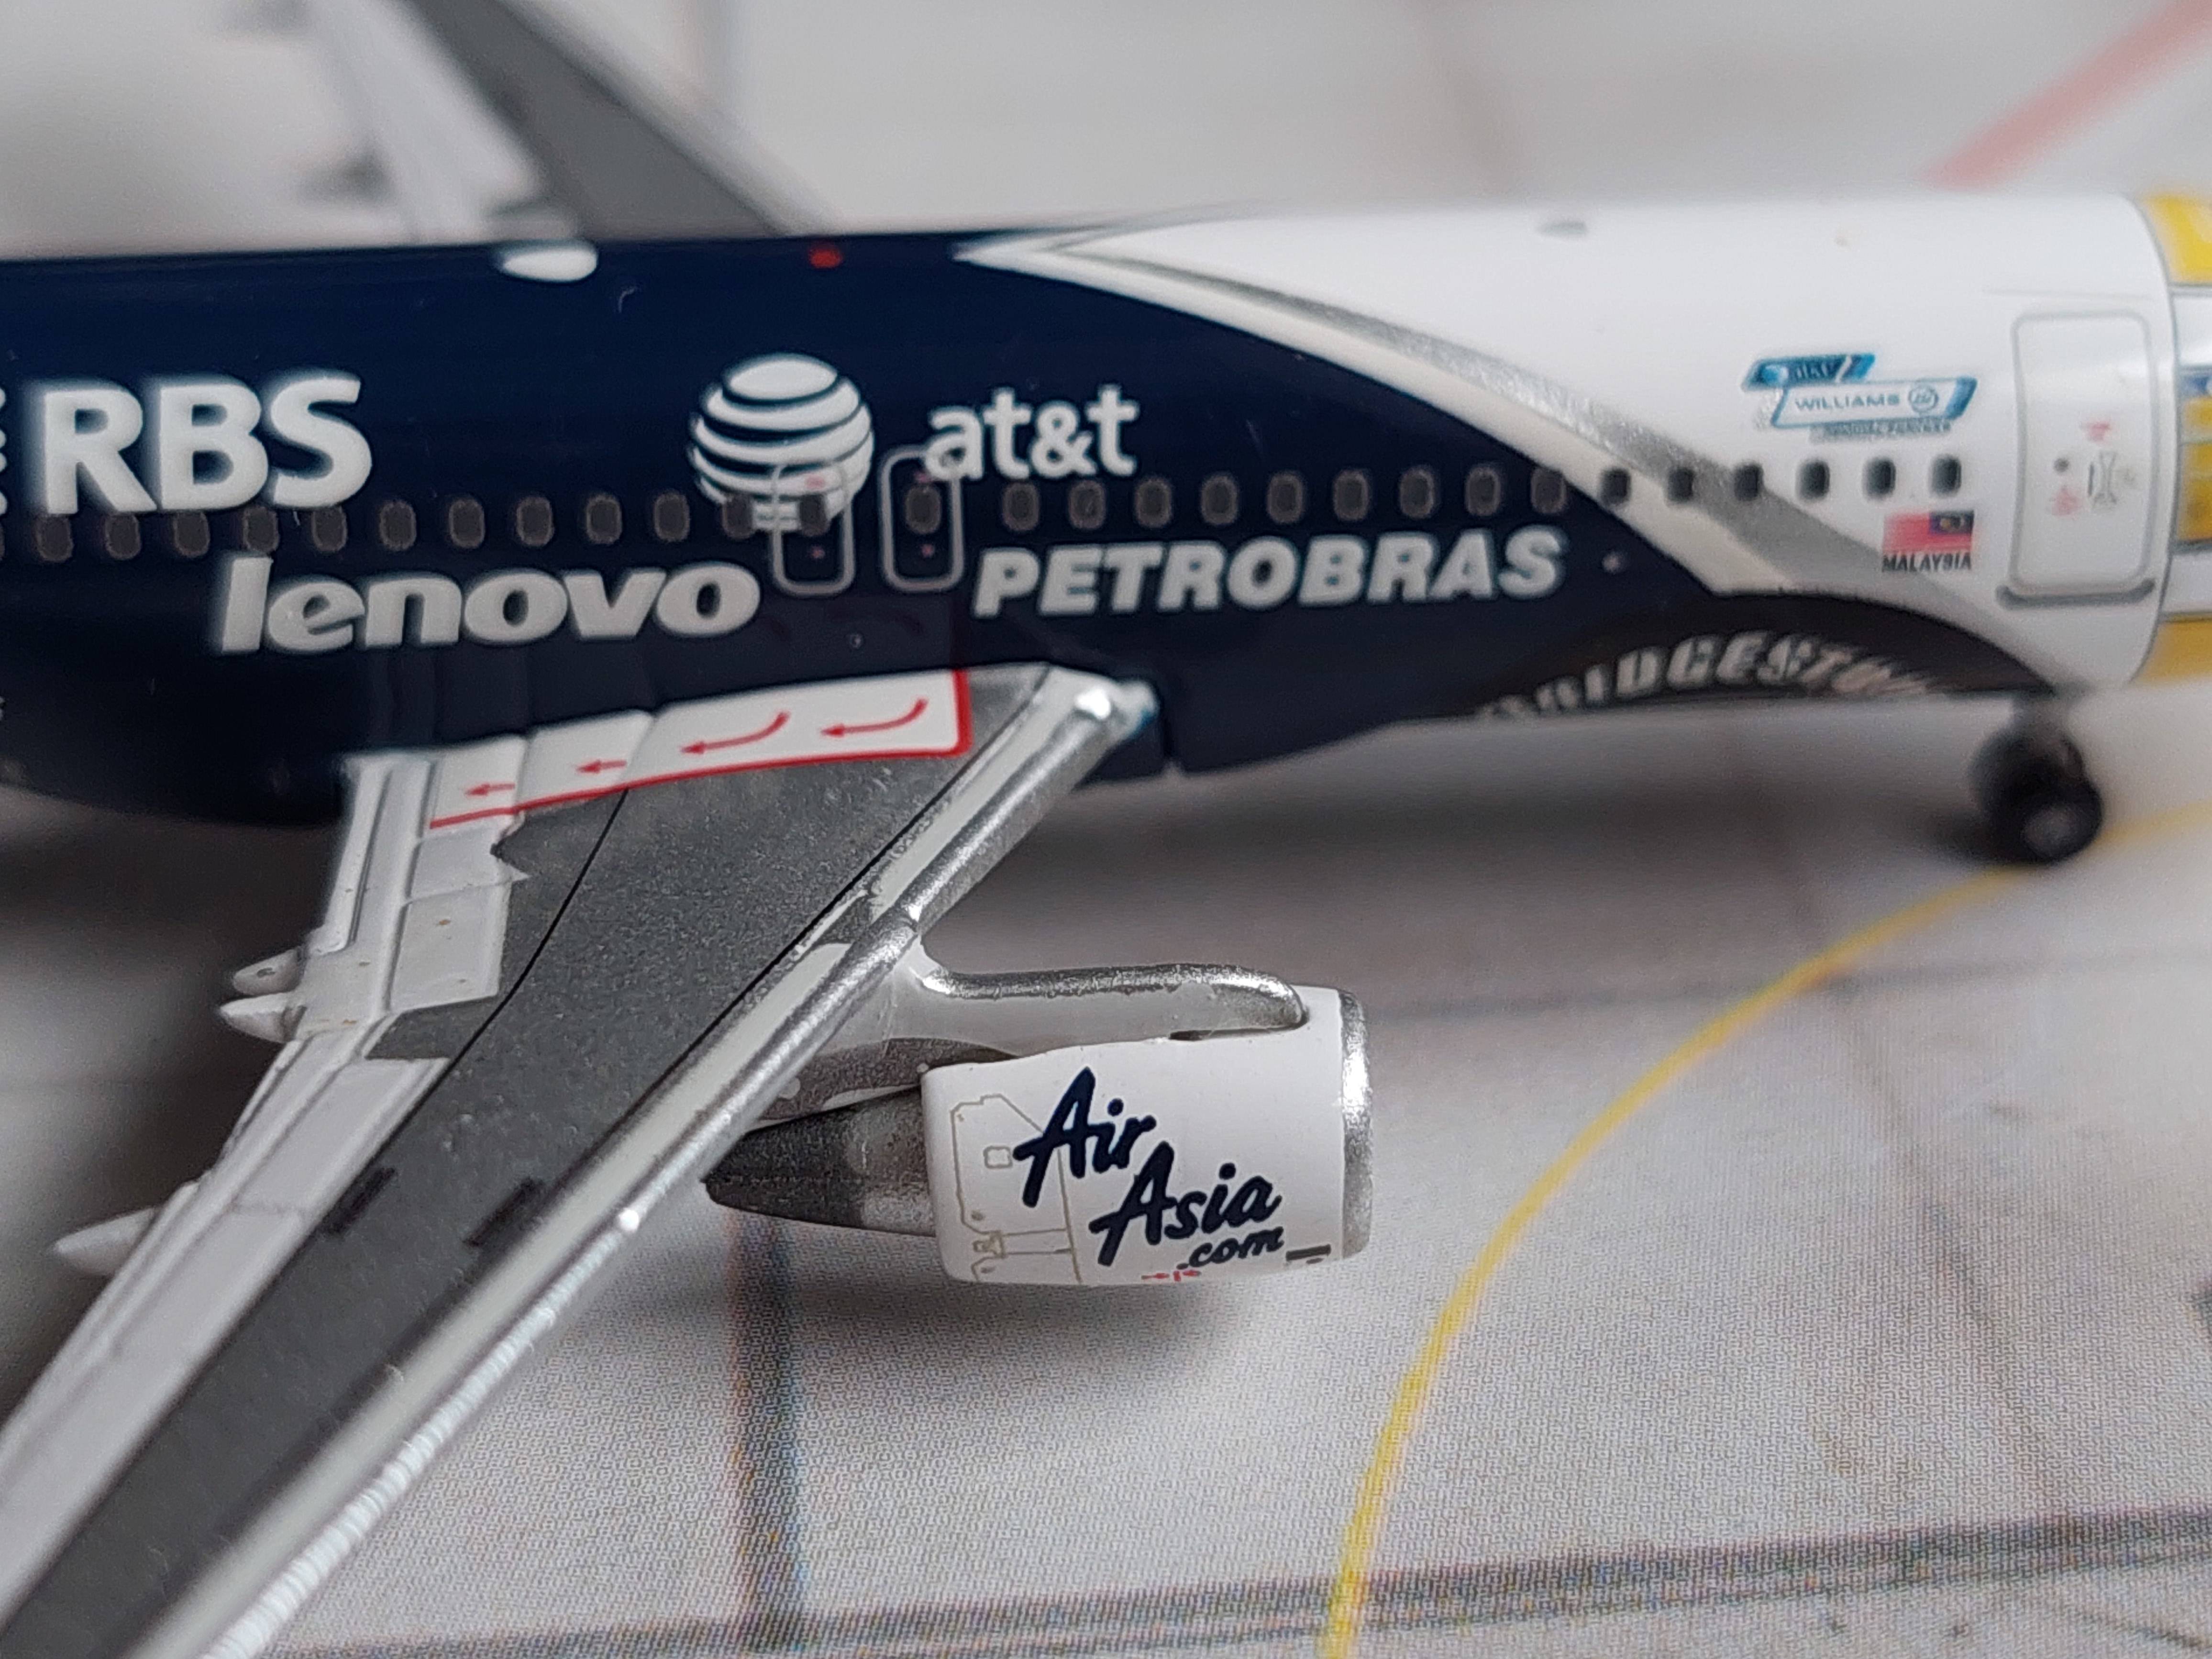 RBS
at&t
lenovo
PETROBRAS
WILLIAMS
MALAYSIA
Air
Asia
.com